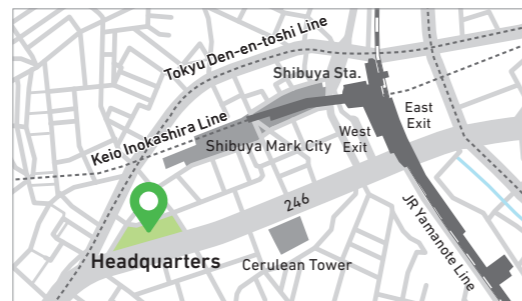 Tokyu Den-en-toshi Line
Shibuya Sta.
East
Exit
Keio Inokashira Line
West
Exit
Shibuya Mark City
246
JR Yamanote Line
Headquarters
Cerulean Tower